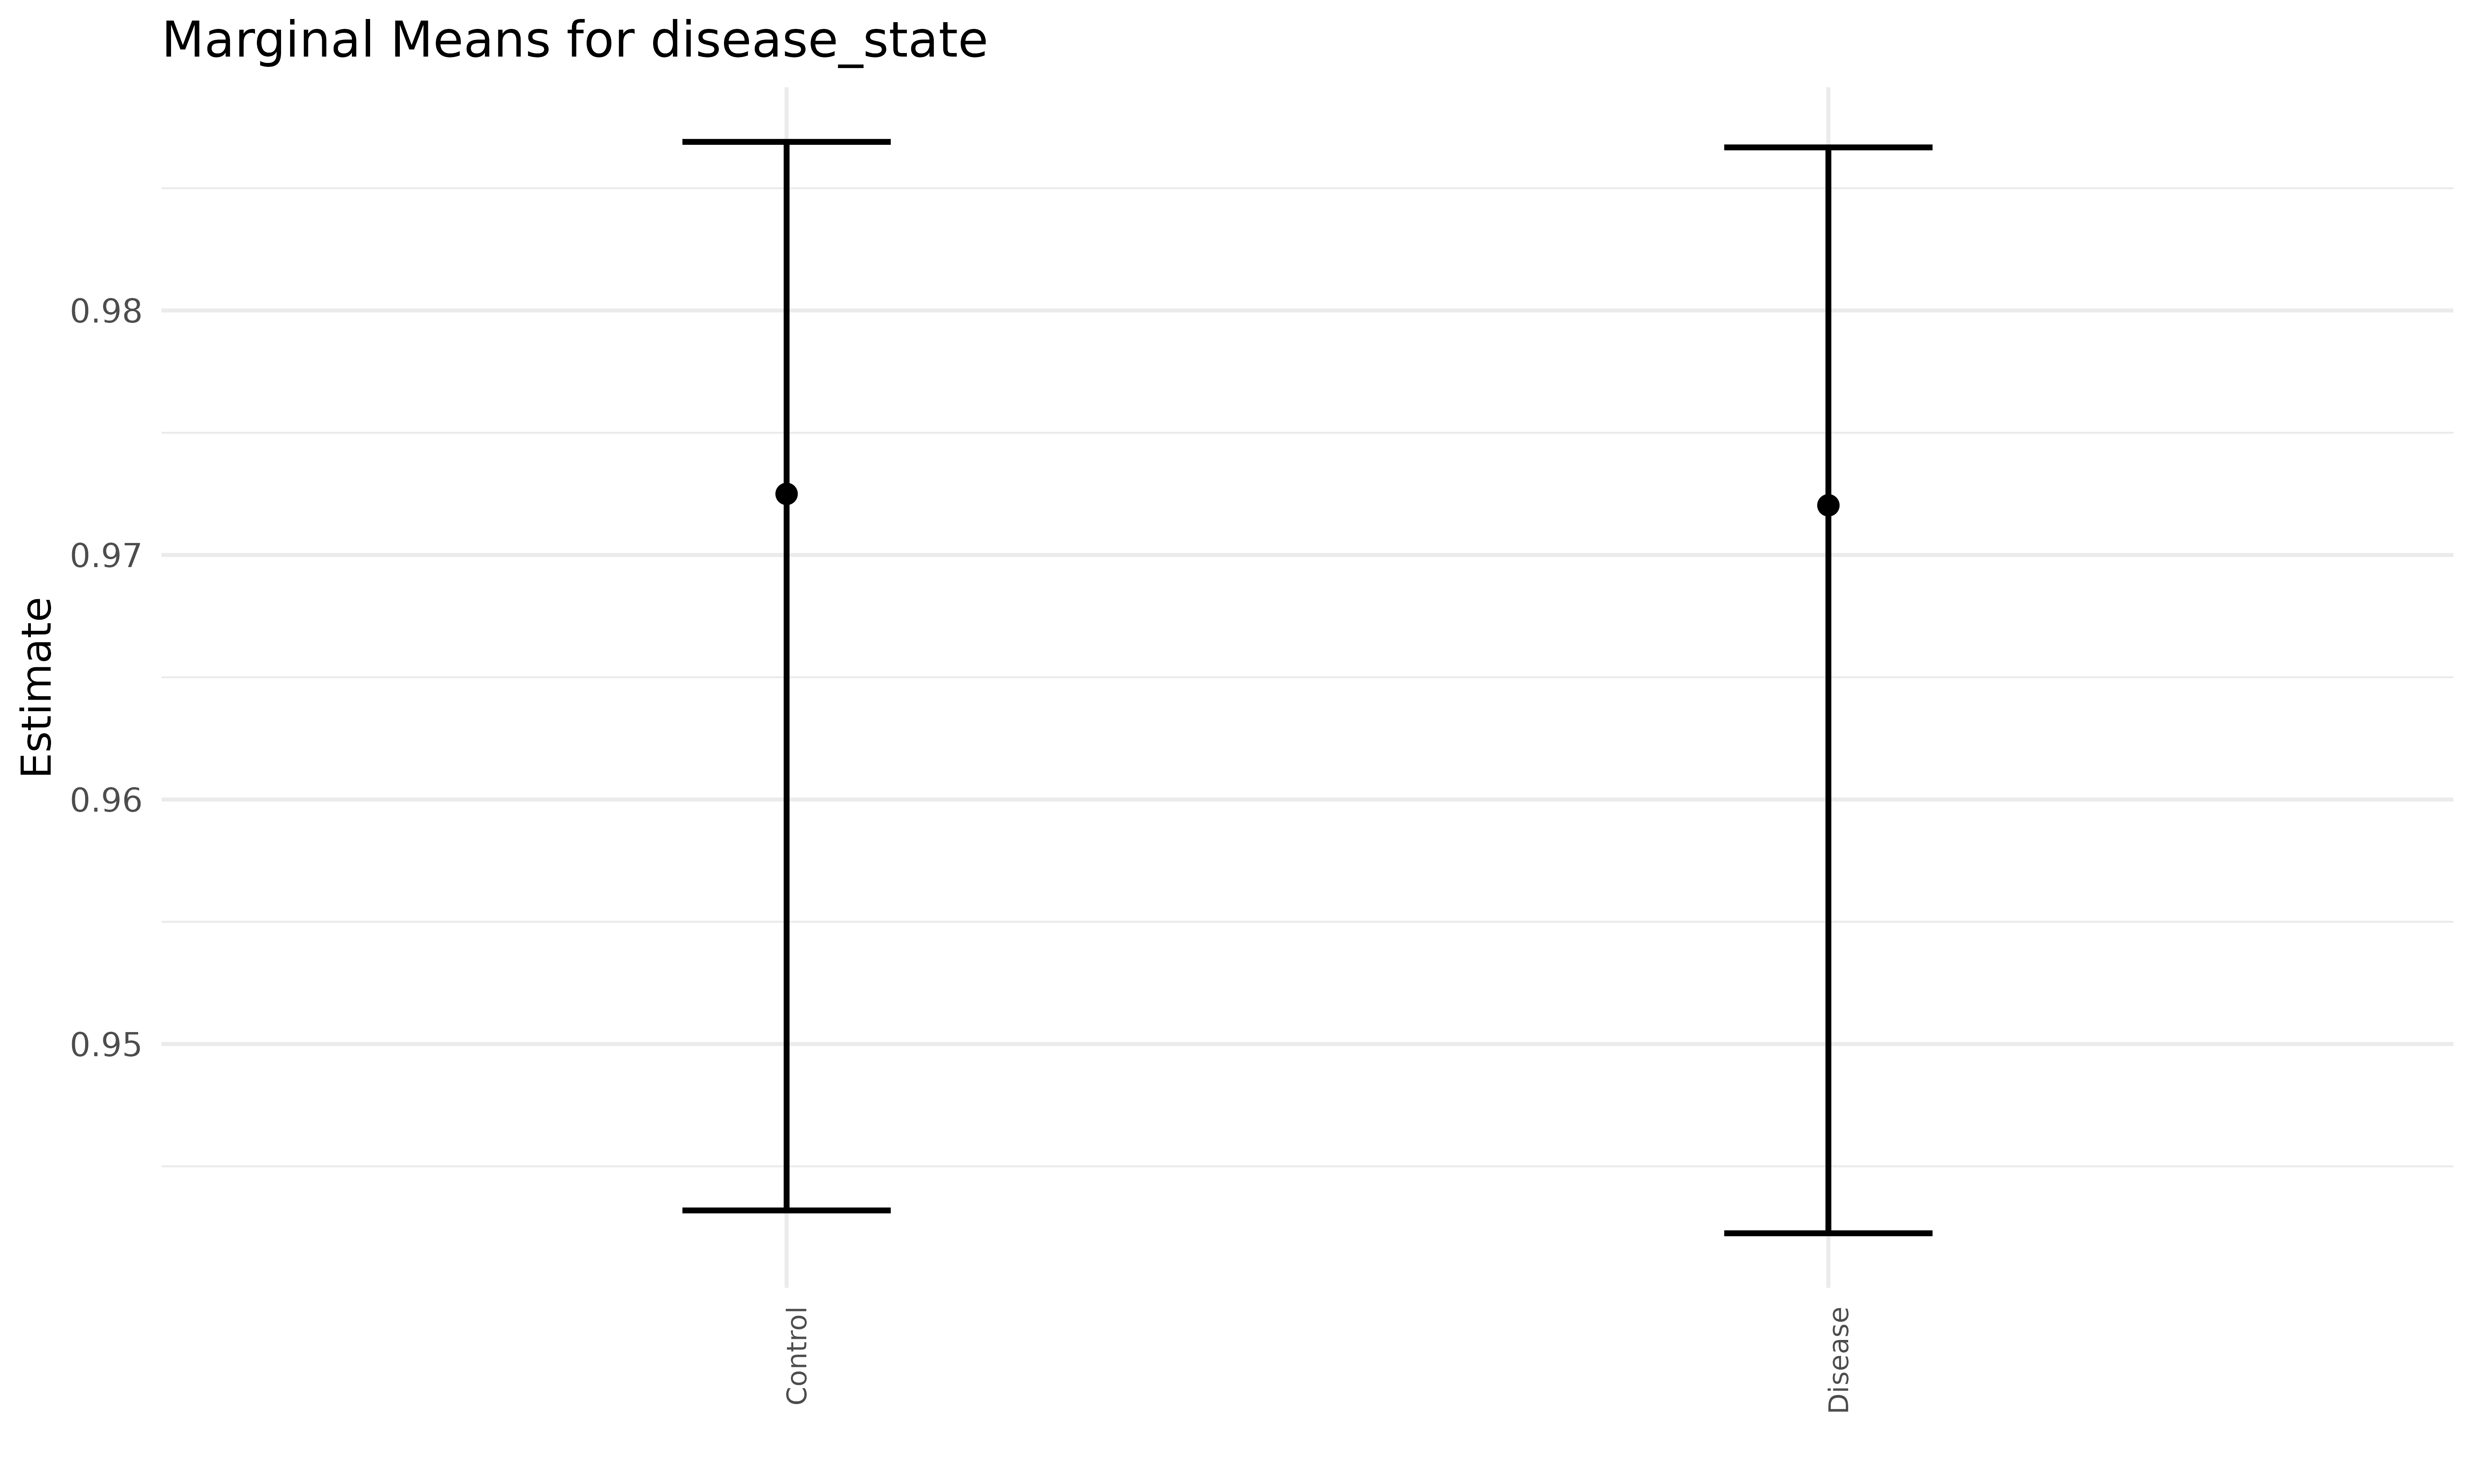 Marginal Means for disease_state
Estimate
0.98
0.97
0.96
0.95
Control
Disease